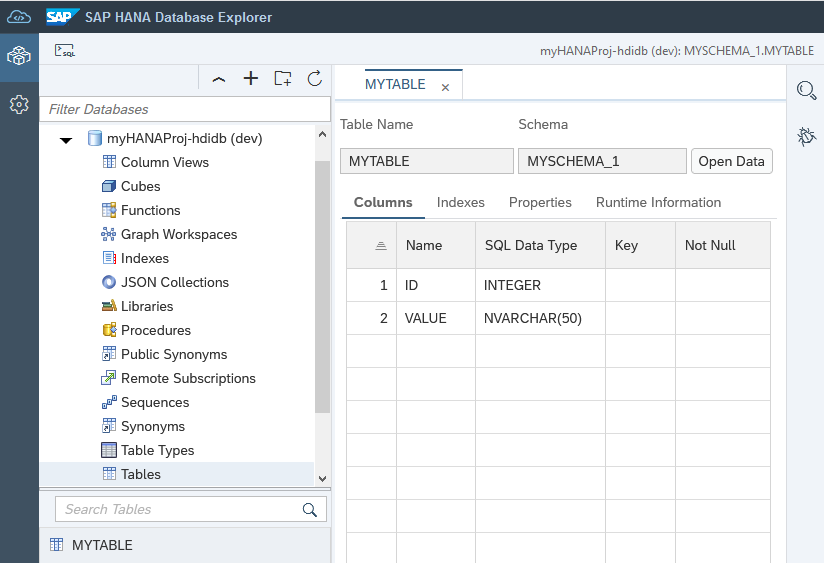 SAP SAP HANA Database Explorer
SQL
myHANAProj-hdidb (dev): MYSCHEMA_1.MYTABLE
Filter Databases
myHANAProj-hdidb (dev)
Column Views
Cubes
Functions
Graph Workspaces
Indexes
JSON Collections
Libraries
Procedures
Public Synonyms
Remote Subscriptions
Sequences
Synonyms
Table Types
Tables
Search Tables
MYTABLE
MYTABLE
Table Name Schema
MYTABLE MYSCHEMA_1 Open Data
Columns Indexes Properties Runtime Information
Name SQL Data Type Key Not Null
1 ID INTEGER
2 VALUE NVARCHAR(50)